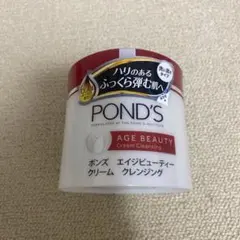 ハリのある
ふっくら弾む肌へ
POND'S
AGE BEAUTY
Cream Cleansing
ポンズ エイジビューティー
クリーム クレンジング